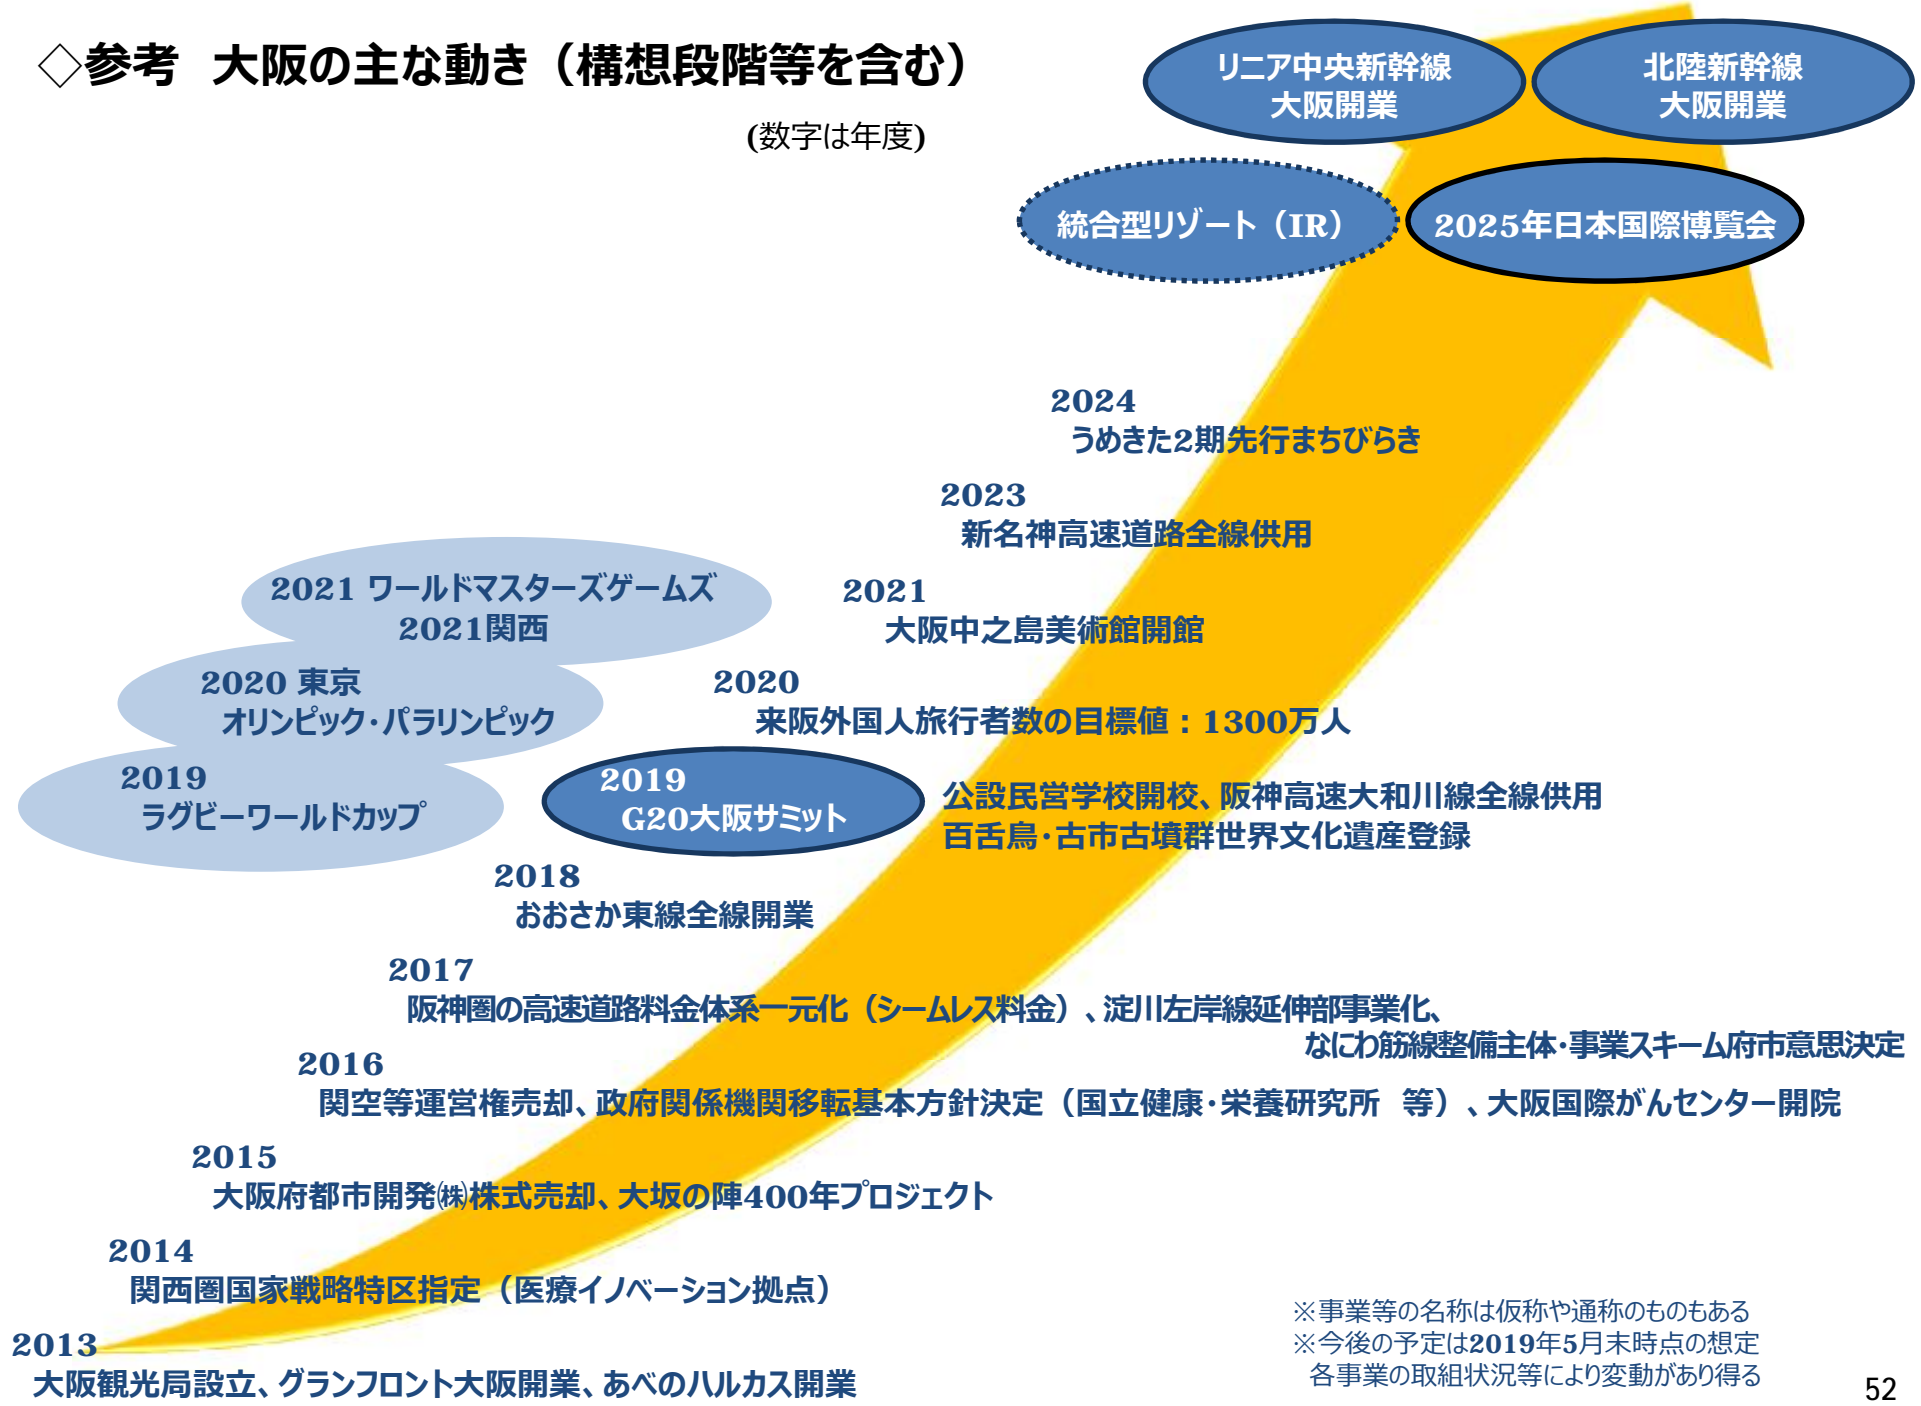 ◇参考　大阪の主な動き（構想段階等を含む）
(数字は年度)
リニア中央新幹線
大阪開業
北陸新幹線
大阪開業
統合型リゾート（IR）
2025年日本国際博覧会
2024
うめきた2期先行まちびらき
2023
新名神高速道路全線供用
2021 ワールドマスターズゲームズ
2021関西
2021
大阪中之島美術館開館
2020 東京
オリンピック・パラリンピック
2020
来阪外国人旅行者数の目標値：1300万人
2019
ラグビーワールドカップ
2019
G20大阪サミット
公設民営学校開校、阪神高速大和川線全線供用
百舌鳥・古市古墳群世界文化遺産登録
2018
おおさか東線全線開業
2017
阪神圏の高速道路料金体系一元化（シームレス料金）、淀川左岸線延伸部事業化、
なにわ筋線整備主体・事業スキーム府市意思決定
2016
関空等運営権売却、政府関係機関移転基本方針決定（国立健康・栄養研究所　等）、大阪国際がんセンター開院
2015
大阪府都市開発㈱株式売却、大坂の陣400年プロジェクト
2014
関西圏国家戦略特区指定（医療イノベーション拠点）
2013
大阪観光局設立、グランフロント大阪開業、あべのハルカス開業
※事業等の名称は仮称や通称のものもある
※今後の予定は2019年5月末時点の想定
各事業の取組状況等により変動があり得る
52